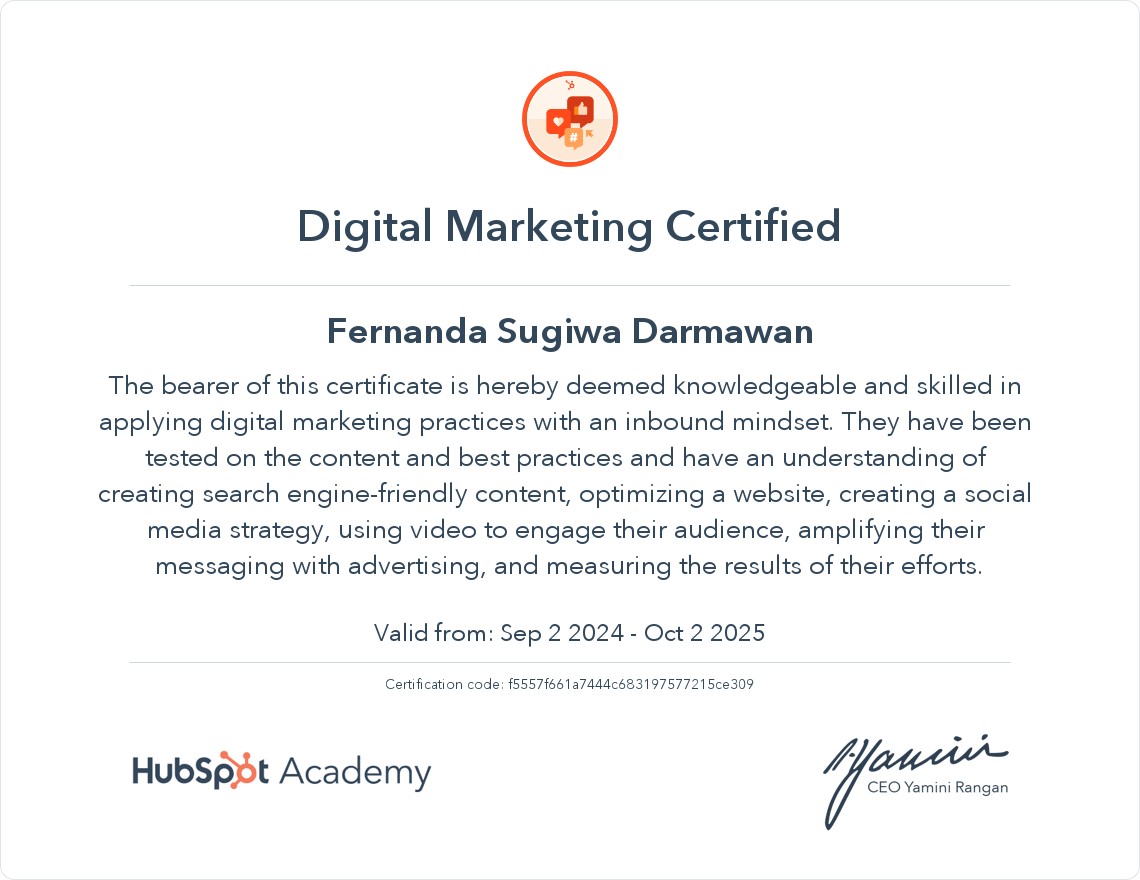 #
Digital Marketing Certified
Fernanda Sugiwa Darmawan
The bearer of this certificate is hereby deemed knowledgeable and skilled in
applying digital marketing practices with an inbound mindset. They have been
tested on the content and best practices and have an understanding of
creating search engine-friendly content, optimizing a website, creating a social
media strategy, using video to engage their audience, amplifying their
messaging with advertising, and measuring the results of their efforts.
Valid from: Sep 2 2024 - Oct 2 2025
Certification code: f5557f661a7444c683197577215ce309
HubSpot Academy
CEO Yamini Rangan